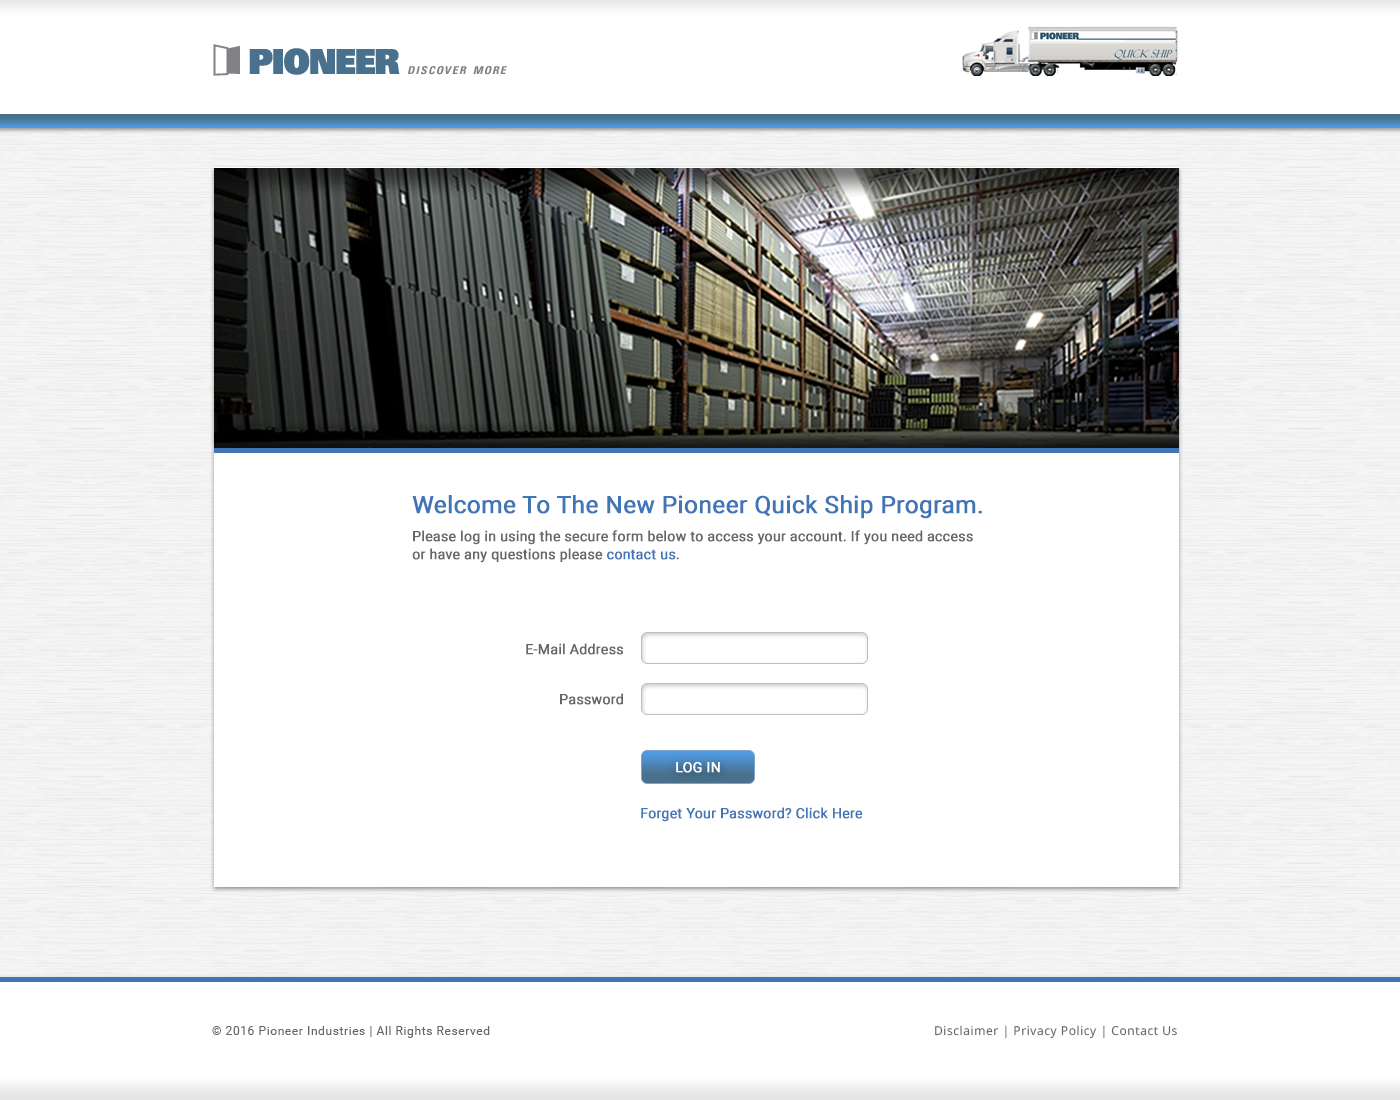 PIONEER DISCOVER MORE
PIONEER
QUICK SHIP
Welcome To The New Pioneer Quick Ship Program.
Please log in using the secure form below to access your account. If you need access
or have any questions please contact us.
E-Mail Address
Password
LOG IN
Forget Your Password? Click Here
© 2016 Pioneer Industries | All Rights Reserved
Disclaimer | Privacy Policy | Contact Us